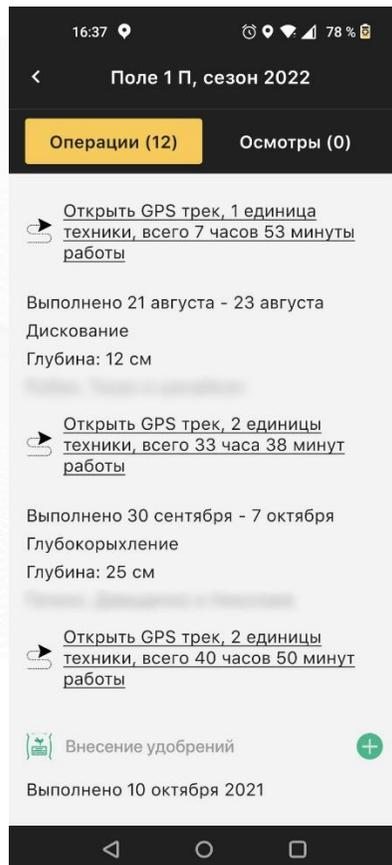 16:37
78 %
Поле 1 П, сезон 2022
Операции (12)
Осмотры (0)
Открыть GPS трек, 1 единица
техники, всего 7 часов 53 минуты
работы
Выполнено 21 августа - 23 августа
Дискование
Глубина: 12 см
Открыть GPS трек, 2 единицы
техники, всего 33 часа 38 минут
работы
Выполнено 30 сентября - 7 октября
Глубокорыхление
Глубина: 25 см
Открыть GPS трек, 2 единицы
техники, всего 40 часов 50 минут
работы
Внесение удобрений
Выполнено 10 октября 2021